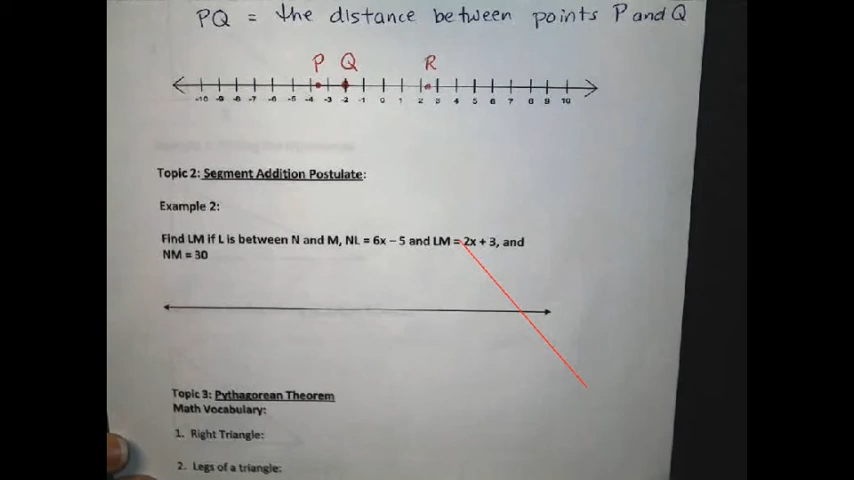 PQ = the distance between points P and Q
P Q R
-10 -9 -8 -7 -6 -5 -4 -3 -2 -1 0 1 2 3 4 5 6 7 8 9 10
Topic 2: Segment Addition Postulate:
Example 2:
Find LM if L is between N and M, NL = 6x – 5 and LM = 2x + 3, and
NM = 30
Topic 3: Pythagorean Theorem
Math Vocabulary:
1. Right Triangle:
2. Legs of a triangle: